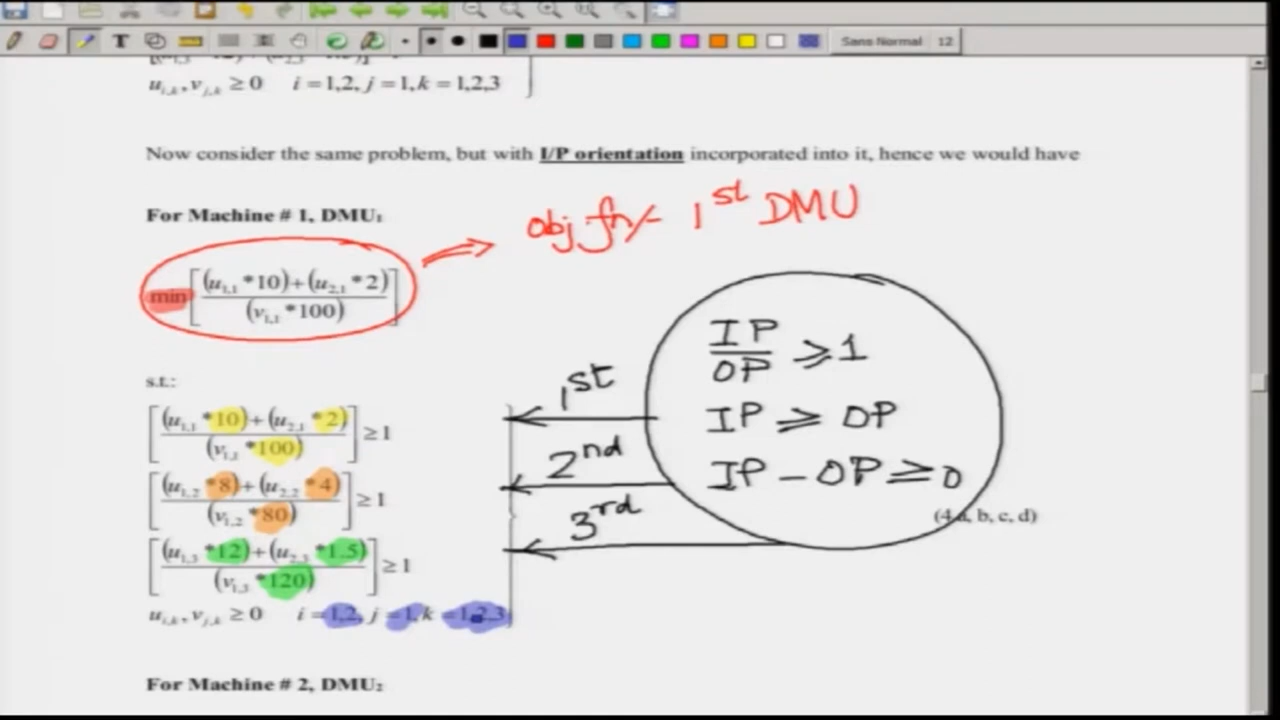 Sans Normal 12
u_{i,k}, v_{j,k} ≥ 0 i = 1,2, j = 1, k = 1,2,3
Now consider the same problem, but with I/P orientation incorporated into it, hence we would have
For Machine # 1, DMU₁
obj fn/- 1st DMU
min [ (u_{1,1} * 10) + (u_{2,1} * 2) / (v_{1,1} * 100) ]
IP/OP ≥ 1
s.t.:
1st
[ (u_{1,1} * 10) + (u_{2,1} * 2) / (v_{1,1} * 100) ] ≥ 1
IP ≥ OP
2nd
IP - OP ≥ 0
[ (u_{1,2} * 8) + (u_{2,2} * 4) / (v_{1,2} * 80) ] ≥ 1
3rd
(4 a, b, c, d)
[ (u_{1,3} * 12) + (u_{2,3} * 1.5) / (v_{1,3} * 120) ] ≥ 1
u_{i,k}, v_{j,k} ≥ 0 i = 1,2, j = 1, k = 1,2,3
For Machine # 2, DMU₂